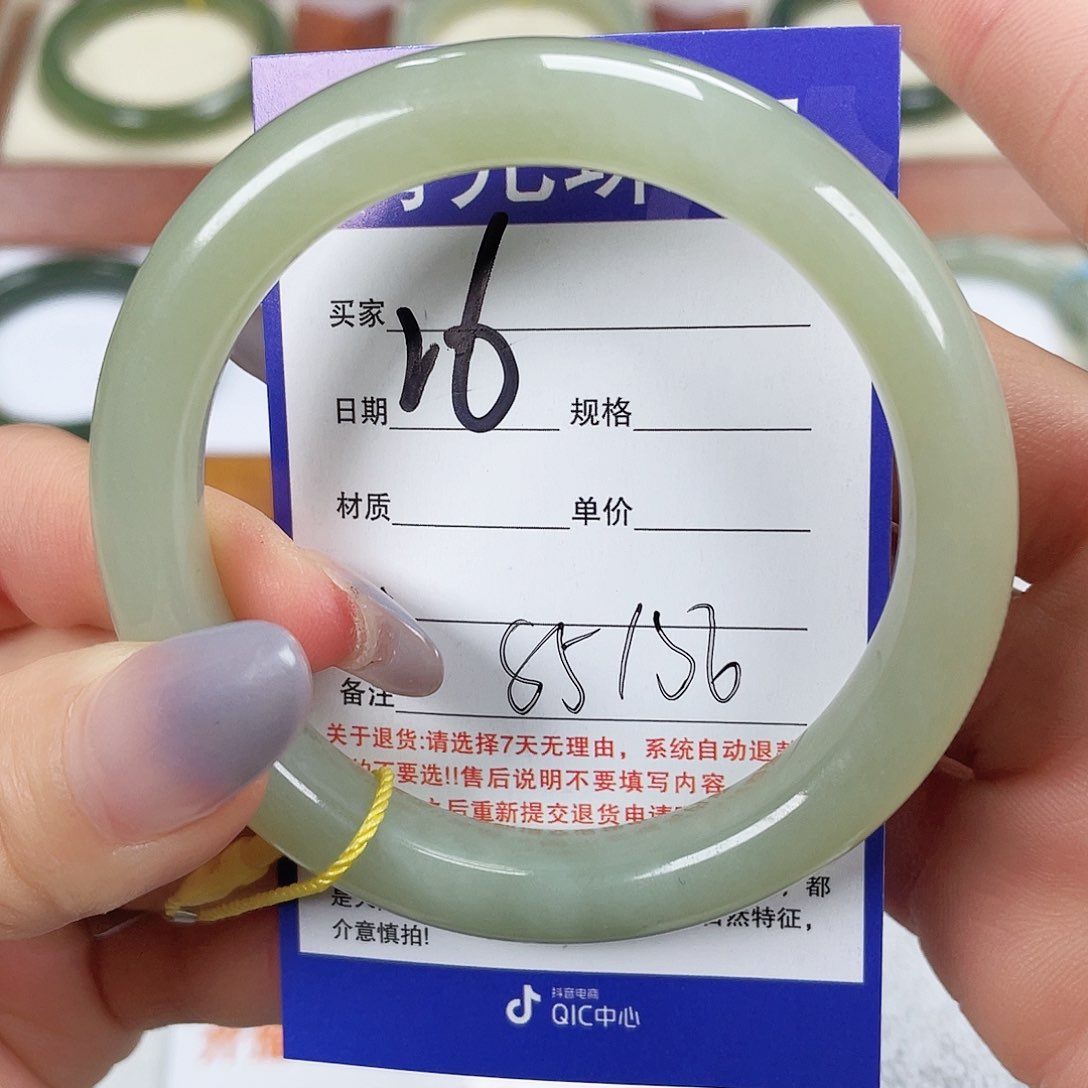 买家
日期 规格
材质 单价
备注 85/56
关于退货:请选择7天无理由，系统自动退
不要选!!售后说明不要填写内容
之后重新提交退货申请
都
然特征，
介意慎拍!
抖音电商
QIC中心